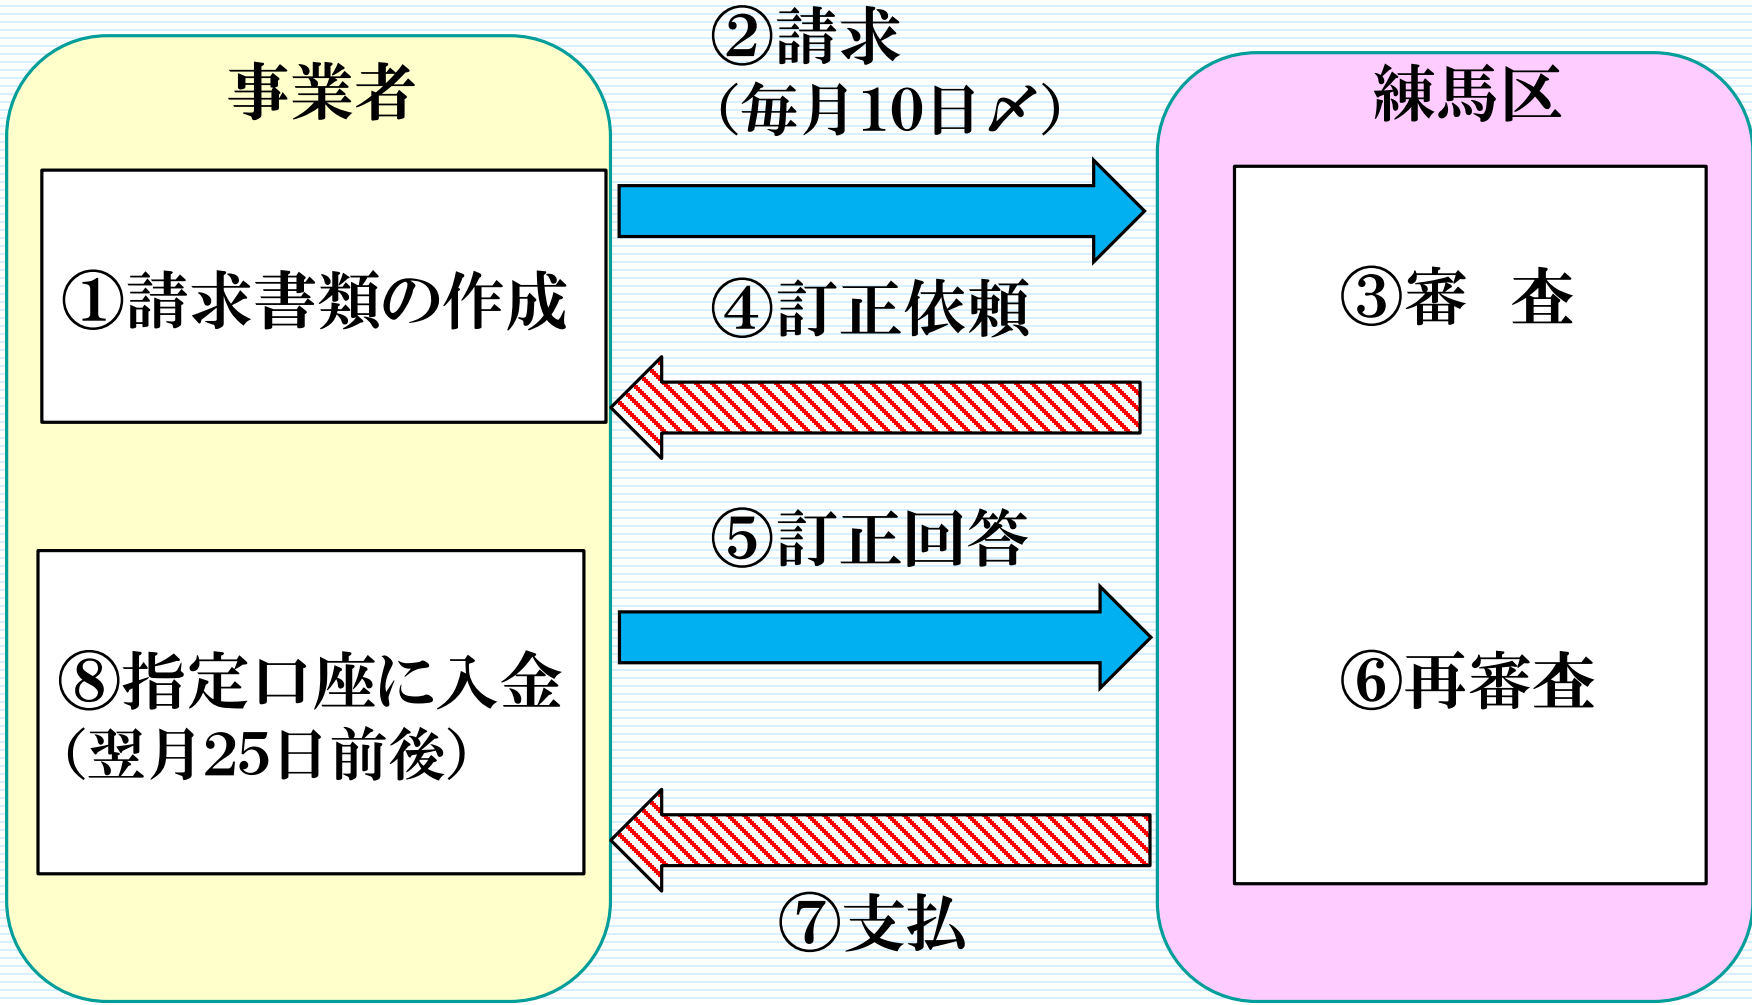 事業者
①請求書類の作成
⑧指定口座に入金
（翌月25日前後）
②請求
（毎月10日〆）
④訂正依頼
⑤訂正回答
⑦支払
練馬区
③審　査
⑥再審査